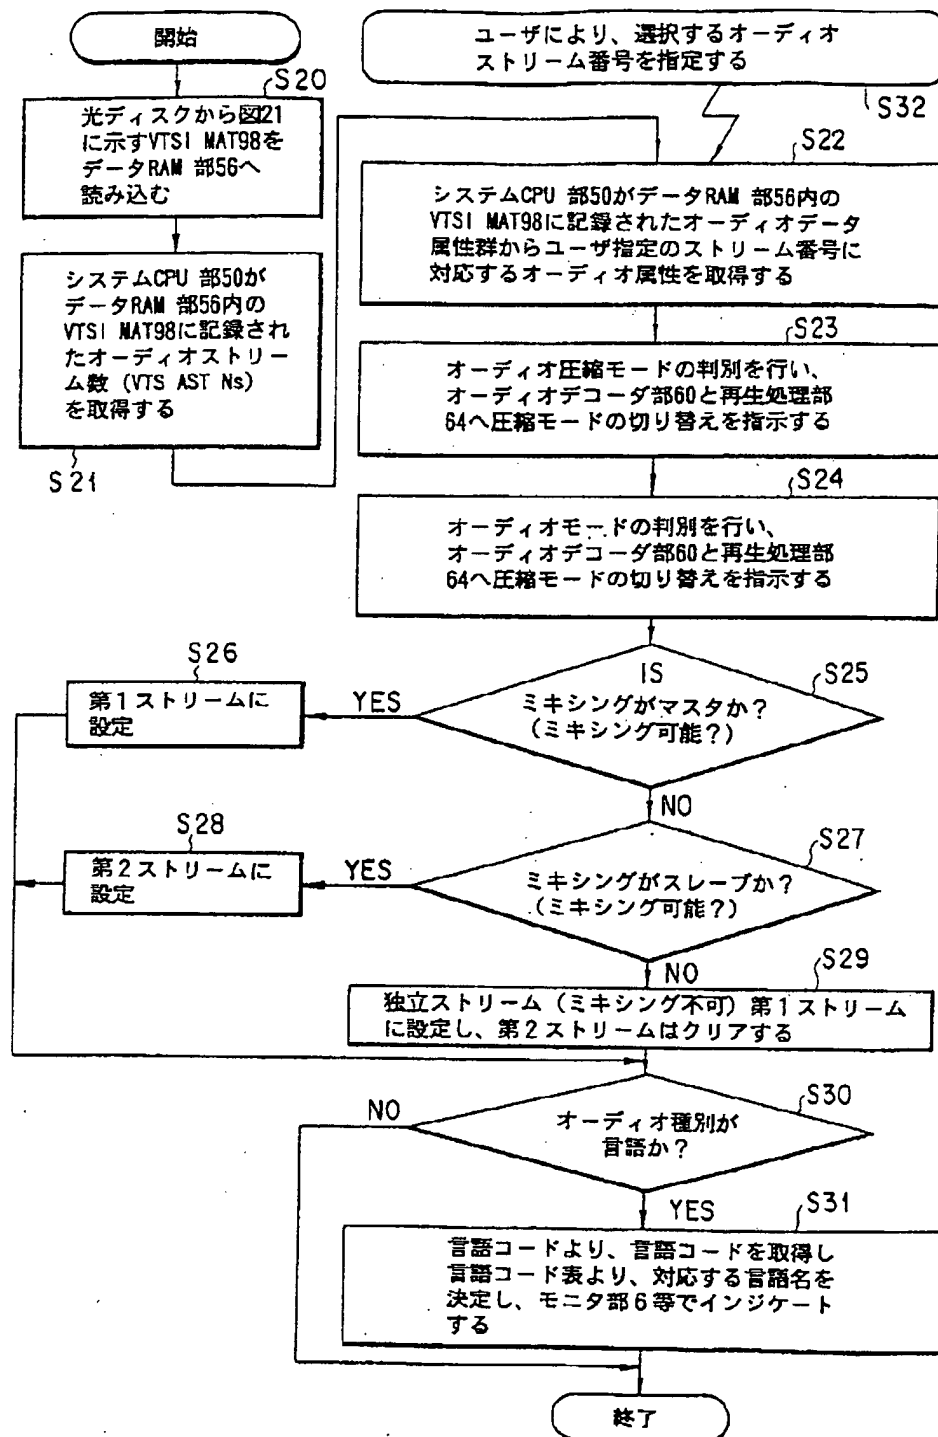 開始
S20
光ディスクから図21
に示すVTSI MAT98を
データRAM 部56へ
読み込む
システムCPU 部50が
データRAM 部56内の
VTSI MAT98に記録され
たオーディオストリー
ム数 (VTS AST Ns)
を取得する
S21
ユーザにより、選択するオーディオ
ストリーム番号を指定する
S32
S22
システムCPU 部50がデータRAM 部56内の
VTSI MAT98に記録されたオーディオデータ
属性群からユーザ指定のストリーム番号に
対応するオーディオ属性を取得する
S23
オーディオ圧縮モードの判別を行い、
オーディオデコーダ部60と再生処理部
64へ圧縮モードの切り替えを指示する
S24
オーディオモードの判別を行い、
オーディオデコーダ部60と再生処理部
64へ圧縮モードの切り替えを指示する
S25
IS
ミキシングがマスタか?
(ミキシング可能?)
YES
S26
第1ストリームに
設定
NO
S27
ミキシングがスレーブか?
(ミキシング可能?)
YES
S28
第2ストリームに
設定
NO
S29
独立ストリーム (ミキシング不可) 第1ストリーム
に設定し、第2ストリームはクリアする
S30
オーディオ種別が
言語か?
NO
YES
S31
言語コードより、言語コードを取得し
言語コード表より、対応する言語名を
決定し、モニタ部6等でインジケート
する
終了